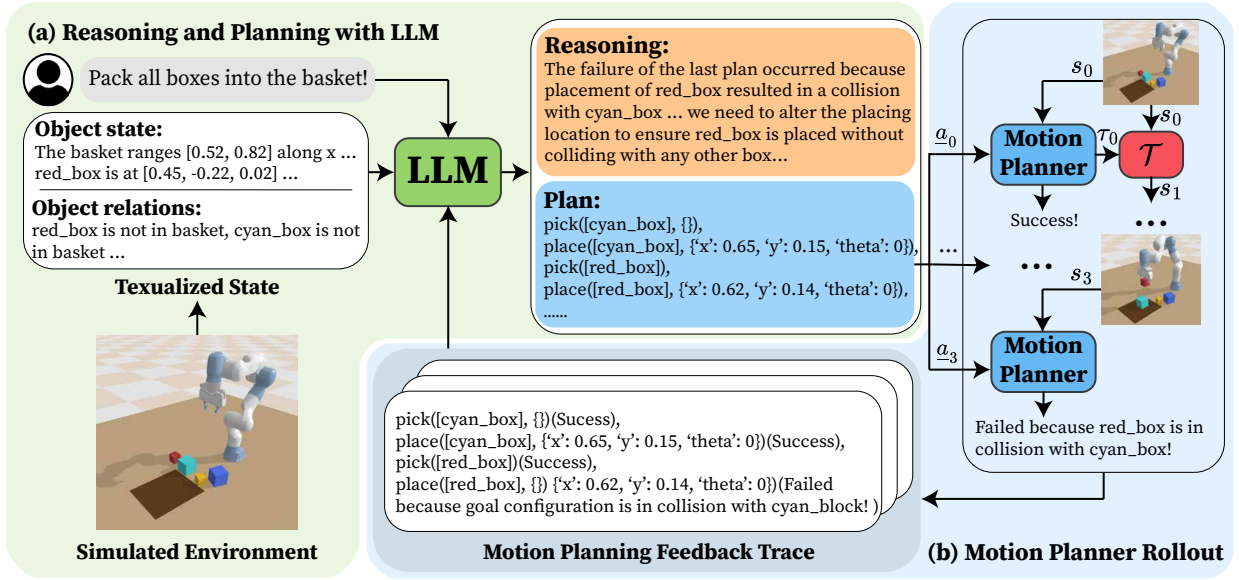 (a) Reasoning and Planning with LLM
Pack all boxes into the basket!
Object state:
The basket ranges [0.52, 0.82] along x ...
red_box is at [0.45, -0.22, 0.02] ...
Object relations:
red_box is not in basket, cyan_box is not
in basket ...
Texualized State
Simulated Environment
LLM
Reasoning:
The failure of the last plan occurred because
placement of red_box resulted in a collision
with cyan_box ... we need to alter the placing
location to ensure red_box is placed without
colliding with any other box...
Plan:
pick([cyan_box], {}),
place([cyan_box], {‘x’: 0.65, ‘y’: 0.15, ‘theta’: 0}),
pick([red_box]),
place([red_box], {‘x’: 0.62, ‘y’: 0.14, ‘theta’: 0}),
......
pick([cyan_box], {})(Sucess),
place([cyan_box], {‘x’: 0.65, ‘y’: 0.15, ‘theta’: 0})(Success),
pick([red_box])(Success),
place([red_box], {}) {‘x’: 0.62, ‘y’: 0.14, ‘theta’: 0})(Failed
because goal configuration is in collision with cyan_block! )
Motion Planning Feedback Trace
s0
s0
a0
Motion
Planner
τ0
𝒯
s1
Success!
...
...
...
s3
a3
Motion
Planner
Failed because red_box is in
collision with cyan_box!
(b) Motion Planner Rollout